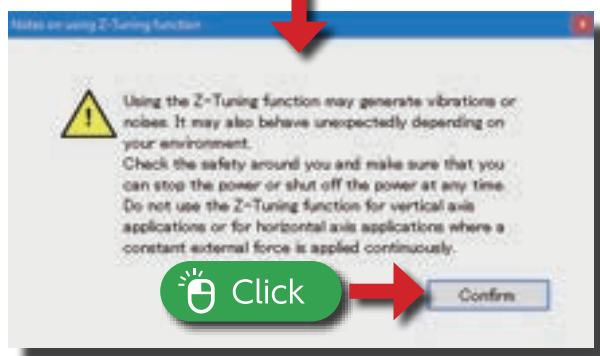 Notes on using Z-Tuning function
Using the Z-Tuning function may generate vibrations or
noises. It may also behave unexpectedly depending on
your environment.
Check the safety around you and make sure that you
can stop the power or shut off the power at any time.
Do not use the Z-Tuning function for vertical axis
applications or for horizontal axis applications where a
constant external force is applied continuously.
Click
Confirm